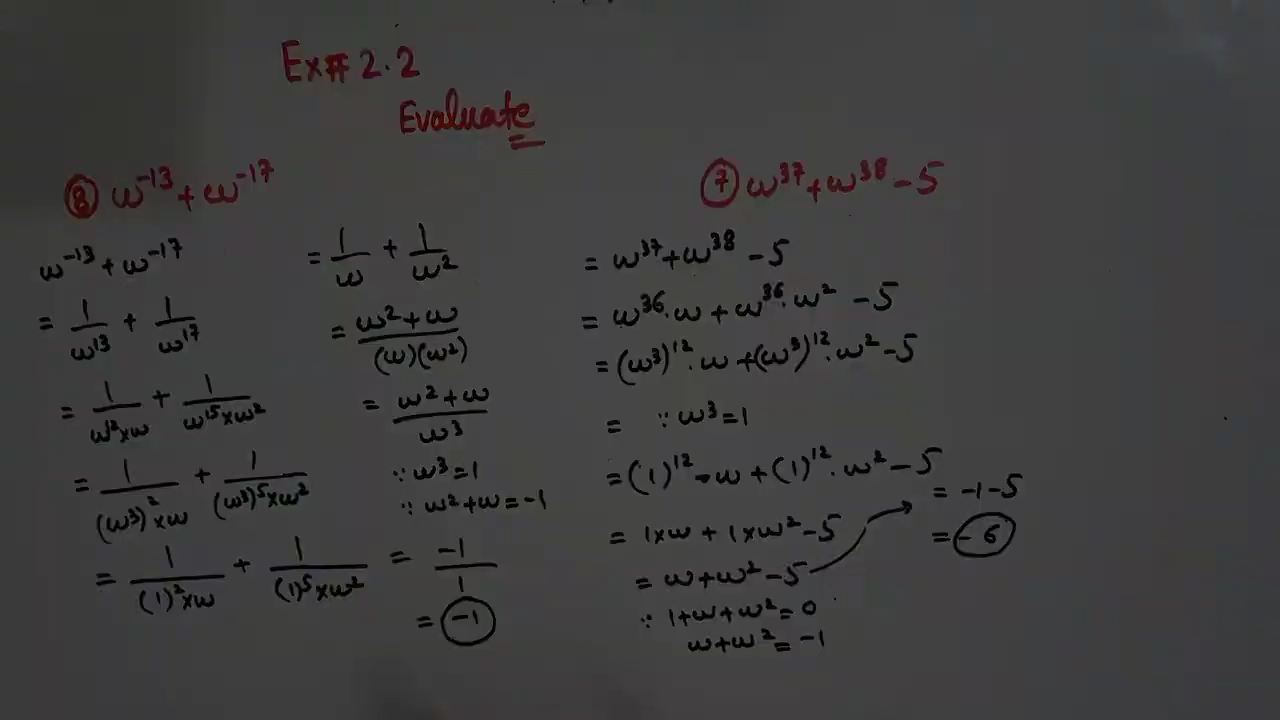 Ex# 2.2
Evaluate
⑧ ω⁻¹³ + ω⁻¹⁷
ω⁻¹³ + ω⁻¹⁷
= 1/ω¹³ + 1/ω¹⁷
= 1/(ω²×ω) + 1/(ω¹⁵×ω²)
= 1/((ω³)²×ω) + 1/((ω³)⁵×ω²)
= 1/((1)²×ω) + 1/((1)⁵×ω²)
= 1/ω + 1/ω²
= (ω²+ω)/((ω)(ω²))
= (ω²+ω)/ω³
∵ ω³ = 1
∵ ω² + ω = -1
= -1/1
= -1
⑦ ω³⁷ + ω³⁸ - 5
= ω³⁷ + ω³⁸ - 5
= ω³⁶·ω + ω³⁶·ω² - 5
= (ω³)¹²·ω + (ω³)¹²·ω² - 5
= ∵ ω³ = 1
= (1)¹²·ω + (1)¹²·ω² - 5
= 1×ω + 1×ω² - 5
= ω + ω² - 5
∵ 1 + ω + ω² = 0
ω + ω² = -1
= -1 - 5
= -6